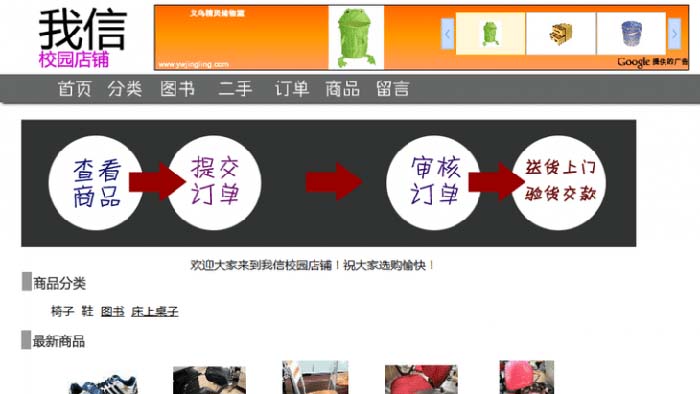 我信
校园店铺
义乌精灵储物篮
www.ywjingling.com
Google 提供的广告
首页 分类 图书 二手 订单 商品 留言
查看
商品
提交
订单
审核
订单
送後上门
验後交款
欢迎大家来到我信校园店铺！祝大家选购愉快！
商品分类
椅子 鞋 图书 床上桌子
最新商品